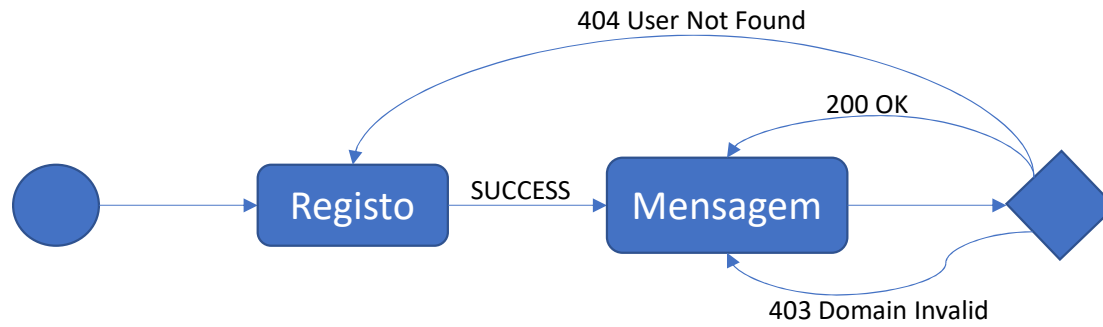 404 User Not Found
200 OK
Registo
SUCCESS
Mensagem
403 Domain Invalid